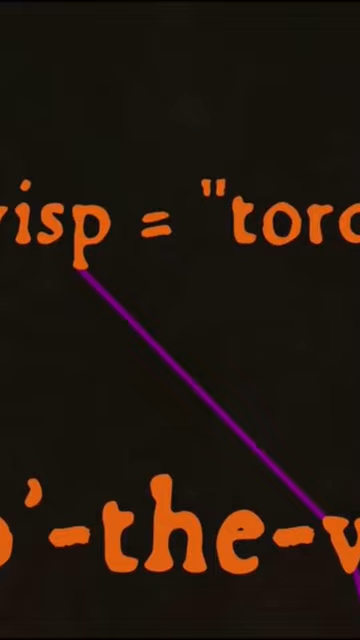 visp = "torc
o'-the-w